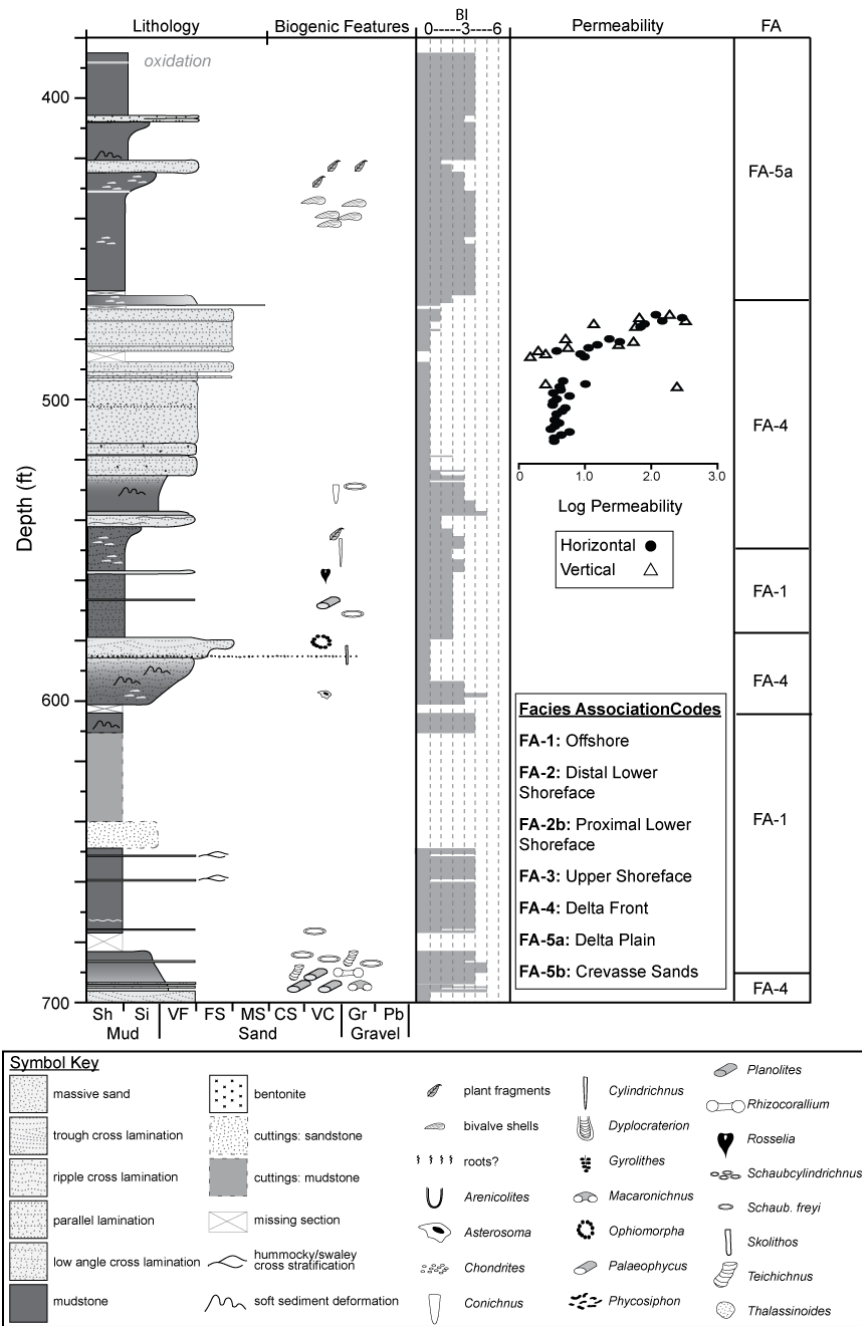 Lithology Biogenic Features BI Permeability FA
0-----3----6
oxidation
400
500
600
700
Depth (ft)
FA-5a
FA-4
FA-1
FA-4
FA-1
FA-4
0 1.0 2.0 3.0
Log Permeability
Horizontal
Vertical
Facies AssociationCodes
FA-1: Offshore
FA-2: Distal Lower
Shoreface
FA-2b: Proximal Lower
Shoreface
FA-3: Upper Shoreface
FA-4: Delta Front
FA-5a: Delta Plain
FA-5b: Crevasse Sands
Sh Si VF FS MS CS VC Gr Pb
Mud Sand Gravel
Symbol Key
massive sand
trough cross lamination
ripple cross lamination
parallel lamination
low angle cross lamination
mudstone
bentonite
cuttings: sandstone
cuttings: mudstone
missing section
hummocky/swaley
cross stratification
soft sediment deformation
plant fragments
bivalve shells
roots?
Arenicolites
Asterosoma
Chondrites
Conichnus
Cylindrichnus
Dyplocraterion
Gyrolithes
Macaronichnus
Ophiomorpha
Palaeophycus
Phycosiphon
Planolites
Rhizocorallium
Rosselia
Schaubcylindrichnus
Schaub. freyi
Skolithos
Teichichnus
Thalassinoides